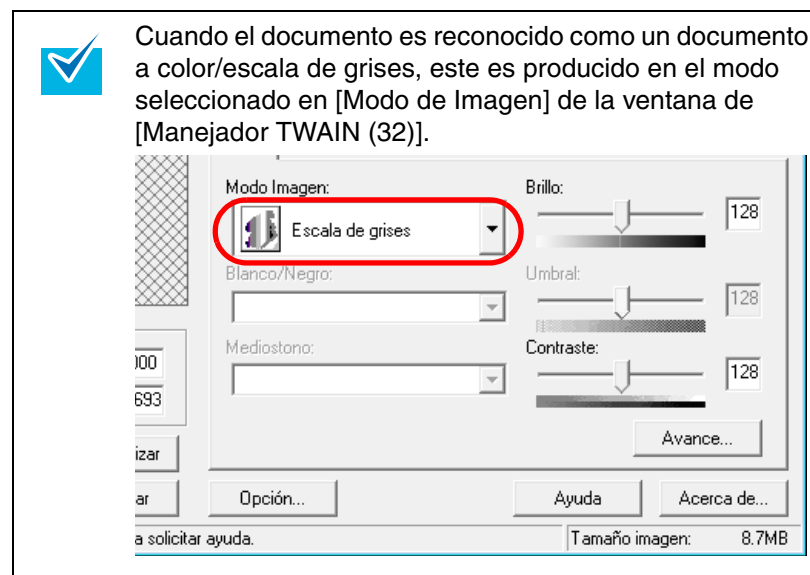 Cuando el documento es reconocido como un documento
a color/escala de grises, este es producido en el modo
seleccionado en [Modo de Imagen] de la ventana de
[Manejador TWAIN (32)].
Modo Imagen:
Brillo:
Escala de grises
128
Blanco/Negro:
Umbral:
128
Mediostono:
Contraste:
128
000
693
Avance...
izar
ar
Opción...
Ayuda
Acerca de...
a solicitar ayuda.
Tamaño imagen: 8.7MB